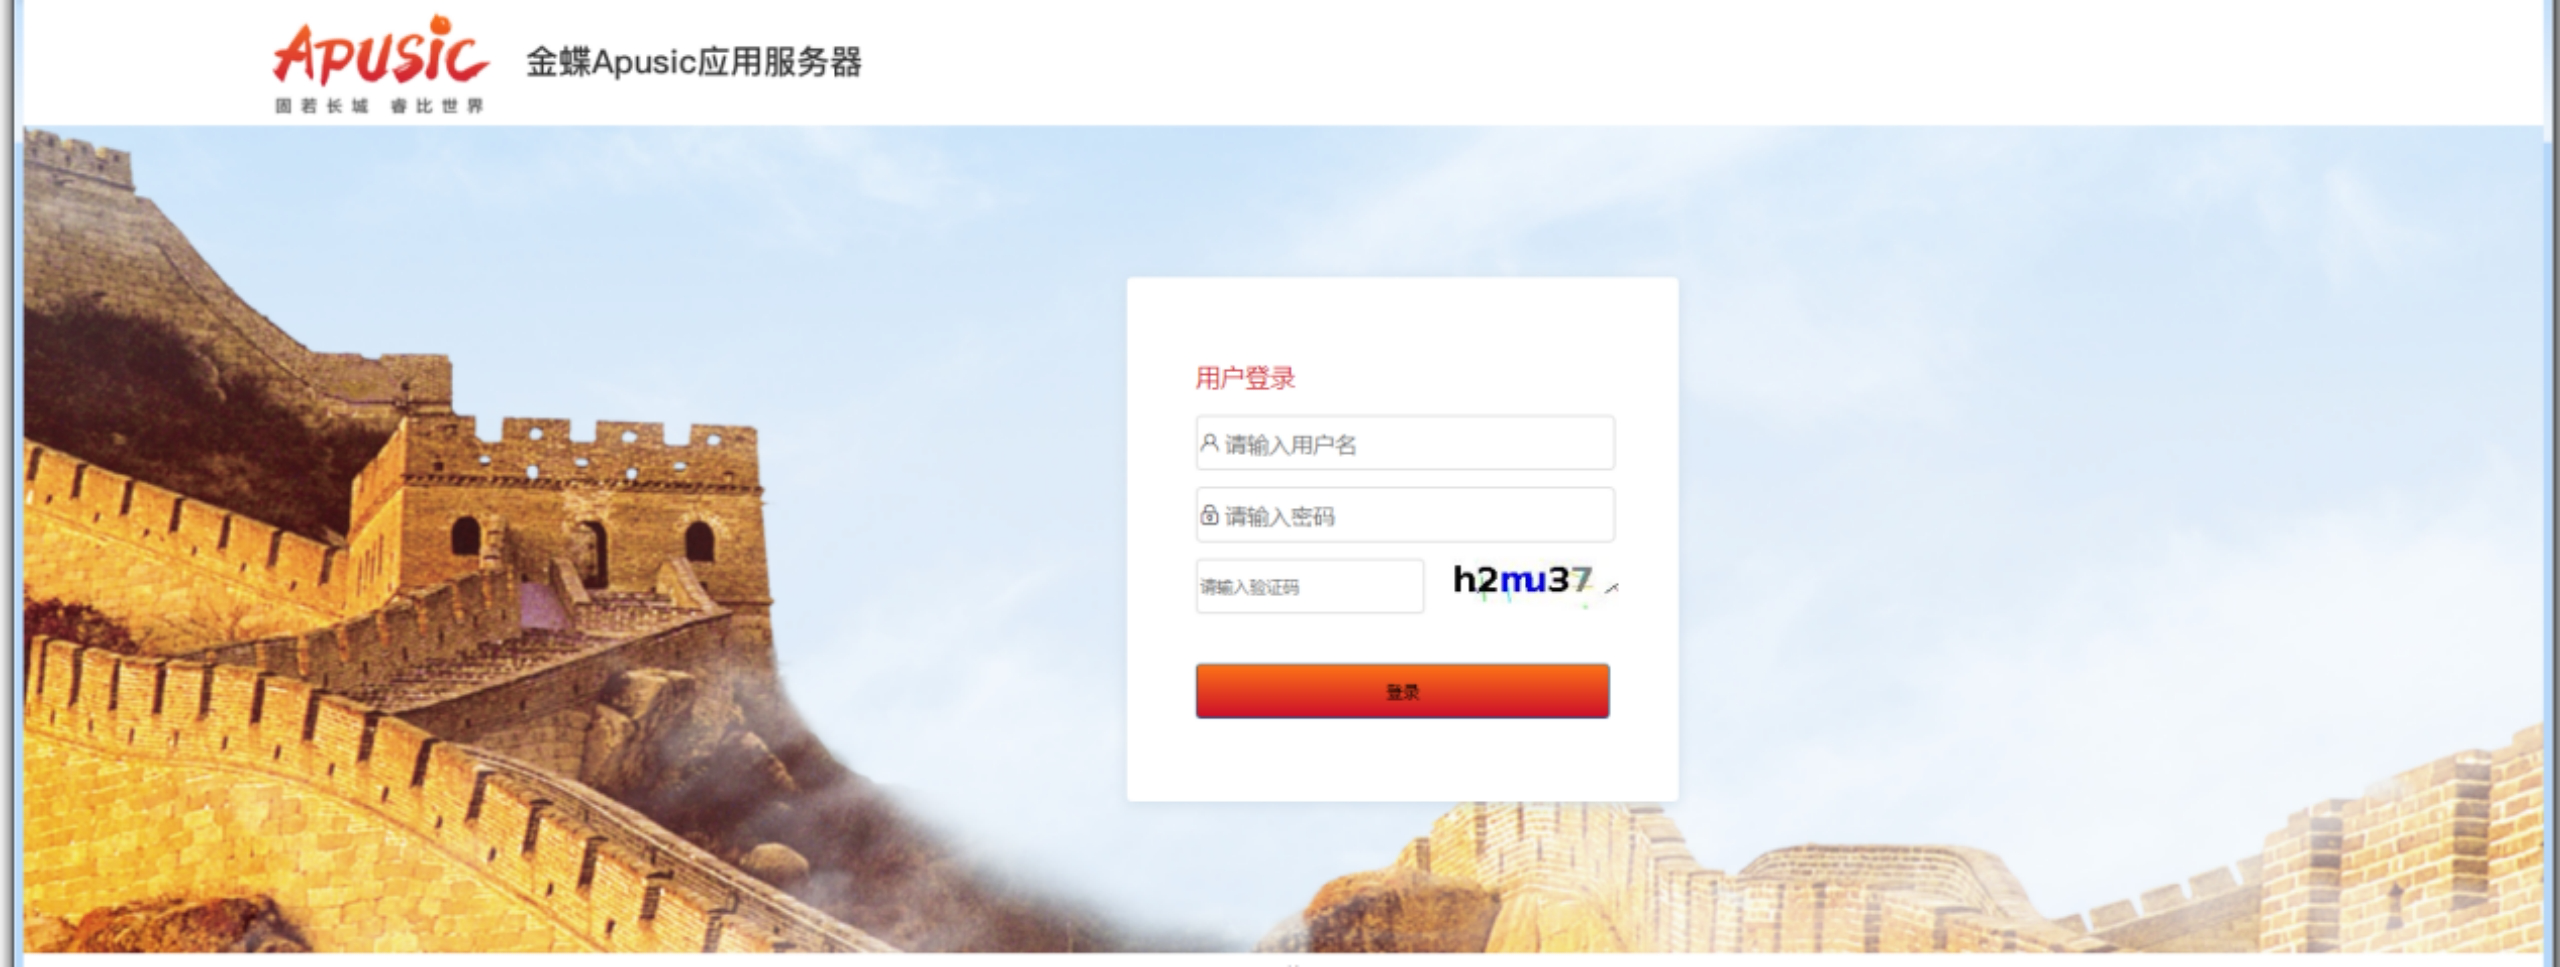 APUSIC
固若长城 睿比世界
金蝶Apusic应用服务器
用户登录
请输入用户名
请输入密码
请输入验证码
h2mu37
登录